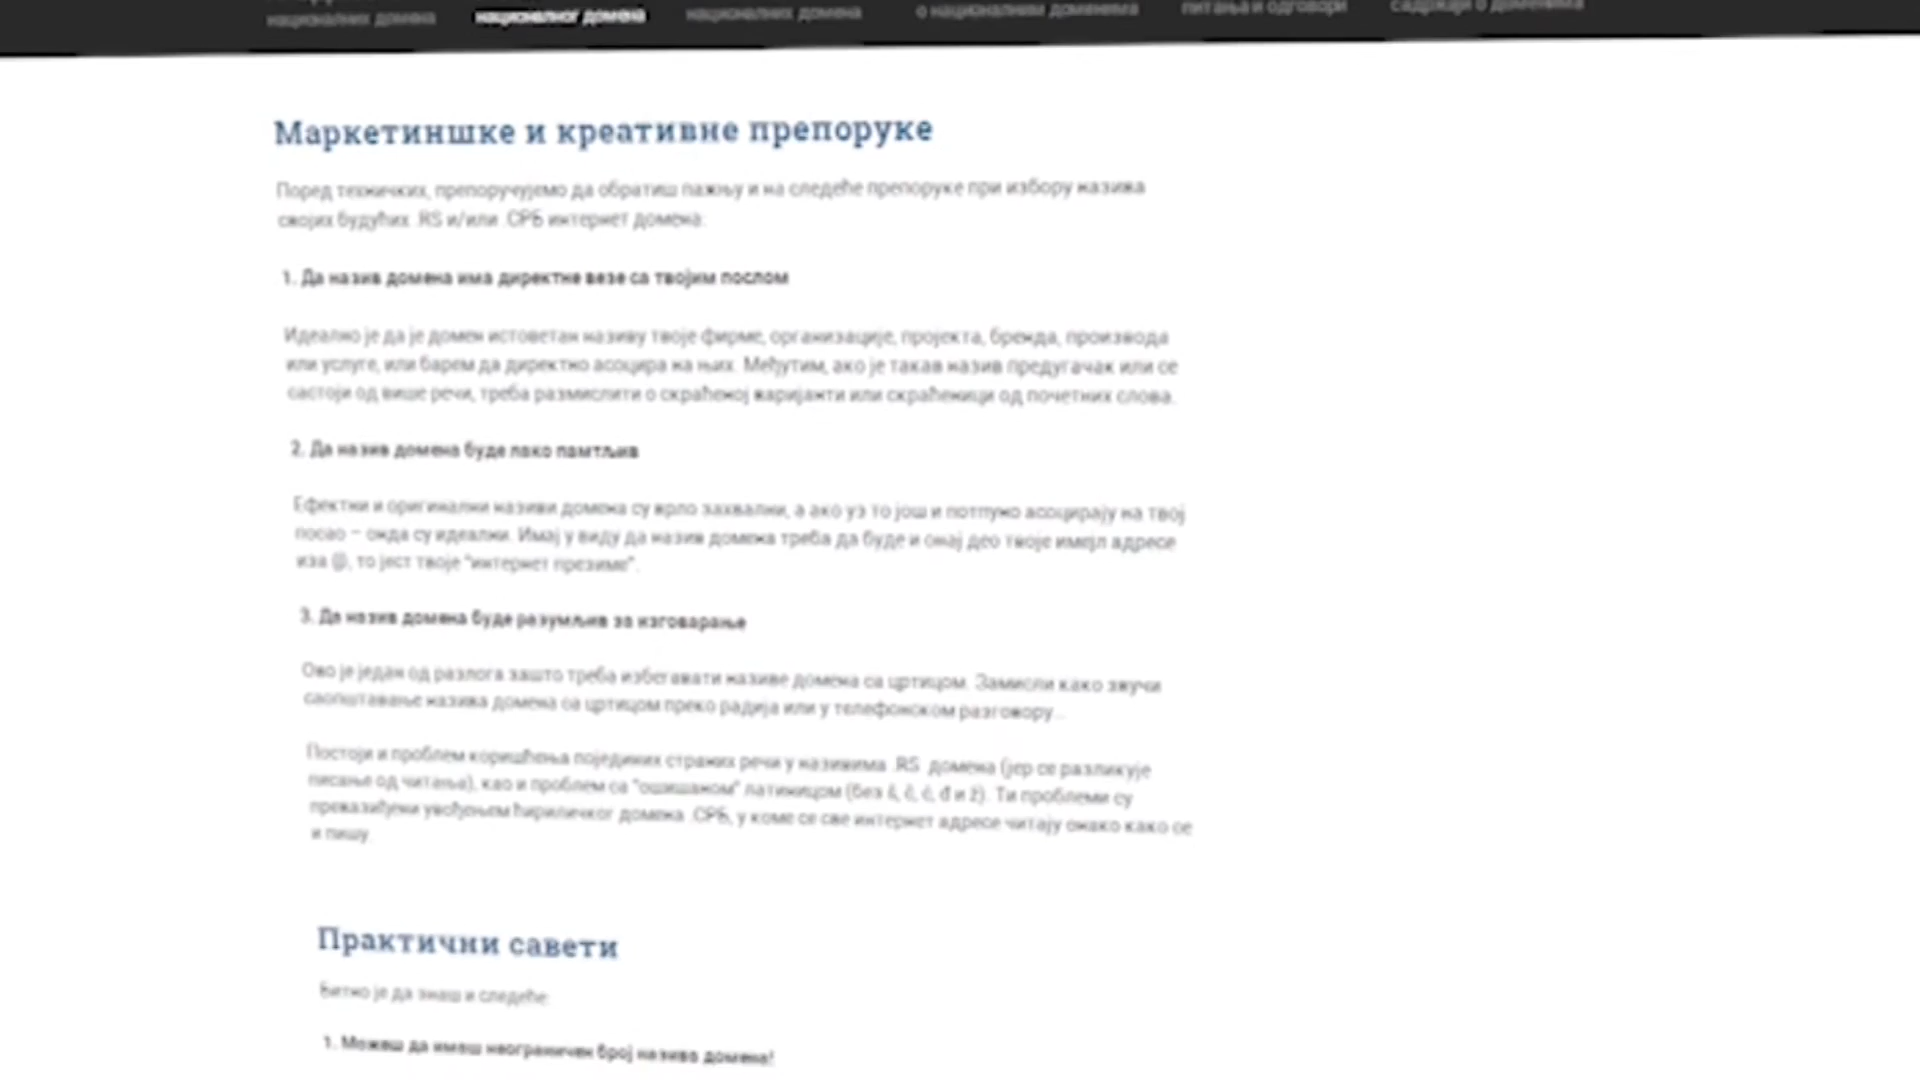 националних домена националног домена националних домена о националним доменима питања и одговори садржаји о доменима
Маркетиншке и креативне препоруке
Поред техничких, препоручујемо да обратиш пажњу и на следеће препоруке при избору назива
својих будућих .RS и/или .СРБ интернет домена:
1. Да назив домена има директне везе са твојим послом
Идеално је да је домен истоветан називу твоје фирме, организације, пројекта, бренда, производа
или услуге, или барем да директно асоцира на њих. Међутим, ако је такав назив предугачак или се
састоји од више речи, треба размислити о скраћеној варијанти или скраћеници од почетних слова.
2. Да назив домена буде лако памтљив
Ефектни и оригинални називи домена су врло захвални, а ако уз то још и потпуно асоцирају на твој
посао – онда су идеални. Имај у виду да назив домена треба да буде и онај део твоје имејл адресе
иза @, то јест твоје "интернет презиме".
3. Да назив домена буде разумљив за изговарање
Ово је један од разлога зашто треба избегавати називе домена са цртицом. Замисли како звучи
саопштавање назива домена са цртицом преко радија или у телефонском разговору...
Постоји и проблем коришћења појединих страних речи у називима .RS домена (јер се разликује
писање од читања), као и проблем са "ошишаном" латиницом (без š, č, ć, đ и ž). Ти проблеми су
превазиђени увођењем ћириличког домена .СРБ, у коме се све интернет адресе читају онако како се
и пишу.
Практични савети
Битно је да знаш и следеће:
1. Можеш да имаш неограничен број назива домена!